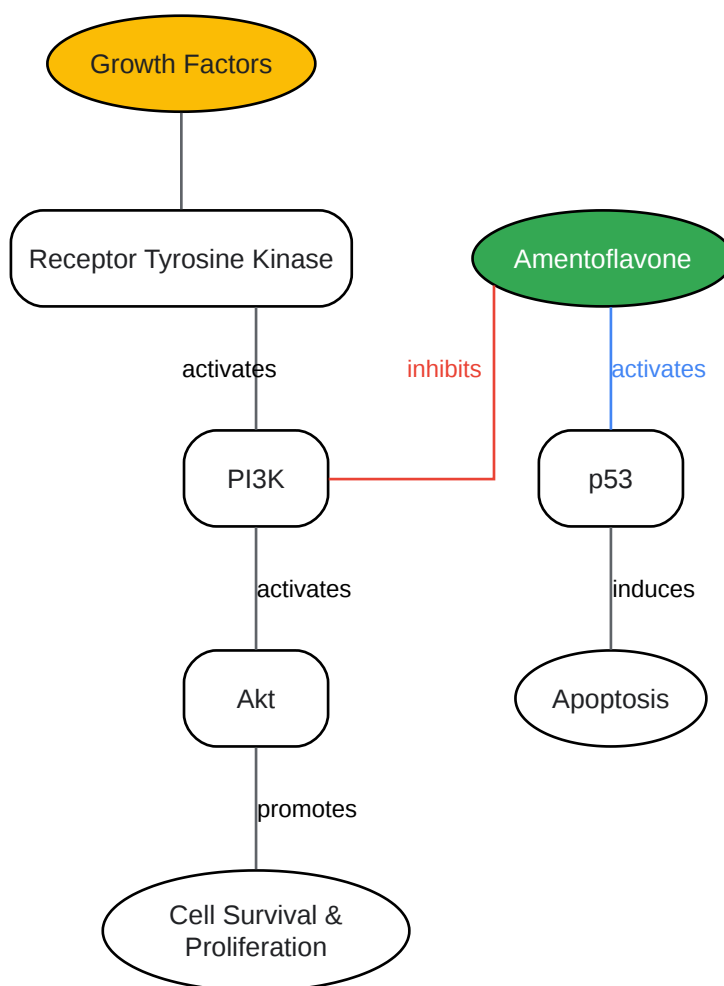 Growth Factors
Receptor Tyrosine Kinase
Amentoflavone
activates
inhibits
activates
PI3K
p53
activates
induces
Akt
Apoptosis
promotes
Cell Survival &
Proliferation